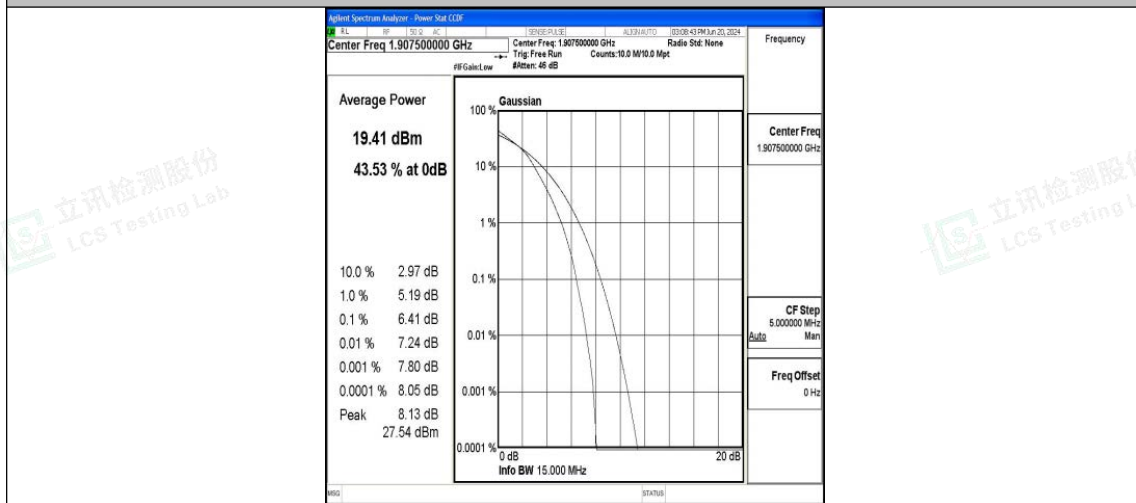 Agilent Spectrum Analyzer - Power Stat CCDF
RL RF 50 Ω AC SENSE:PULSE ALIGN AUTO 03:08:43 PM Jun 20, 2024
Center Freq 1.907500000 GHz
Center Freq: 1.907500000 GHz Radio Std: None
Trig: Free Run Counts:10.0 M/10.0 Mpt
#IFGain:Low #Atten: 46 dB
Frequency
Average Power
19.41 dBm
43.53 % at 0dB
10.0 % 2.97 dB
1.0 % 5.19 dB
0.1 % 6.41 dB
0.01 % 7.24 dB
0.001 % 7.80 dB
0.0001 % 8.05 dB
Peak 8.13 dB
27.54 dBm
Gaussian
100 %
10 %
1 %
0.1 %
0.01 %
0.001 %
0.0001 %
0 dB 20 dB
Info BW 15.000 MHz
Center Freq
1.907500000 GHz
CF Step
5.000000 MHz
Auto Man
Freq Offset
0 Hz
MSG STATUS
立讯检测股份
LCS Testing Lab
立讯检测股份
LCS Testing L